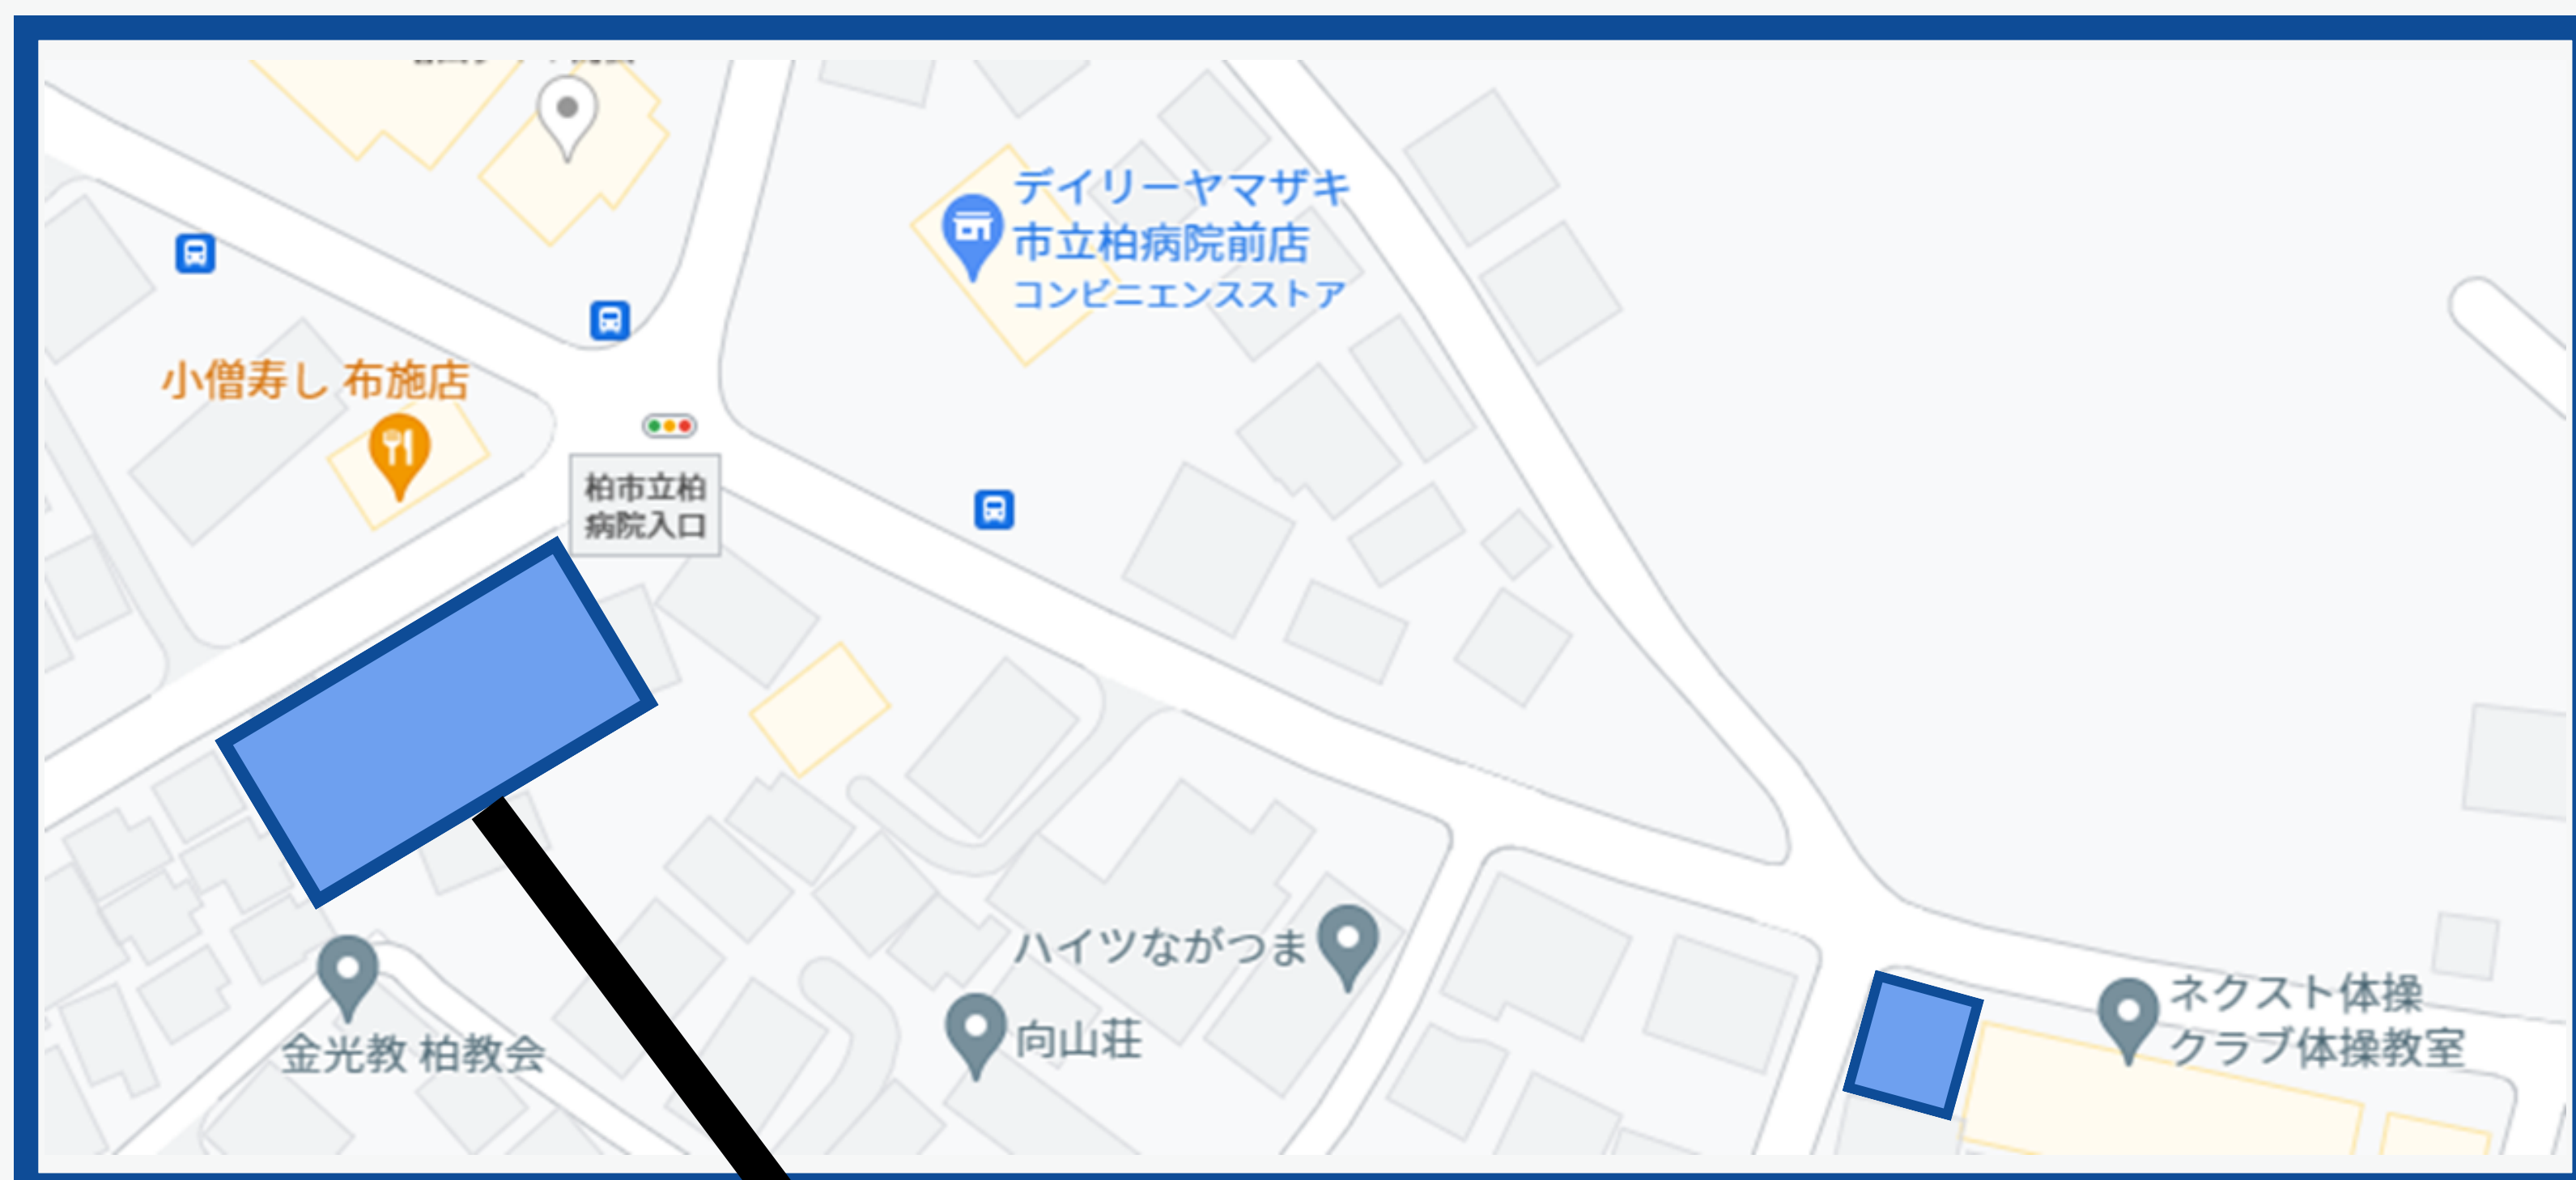 デイリーヤマザキ
市立柏病院前店
コンビニエンスストア
小僧寿し 布施店
柏市立柏
病院入口
ハイツながつま
向山荘
金光教 柏教会
ネクスト体操
クラブ体操教室